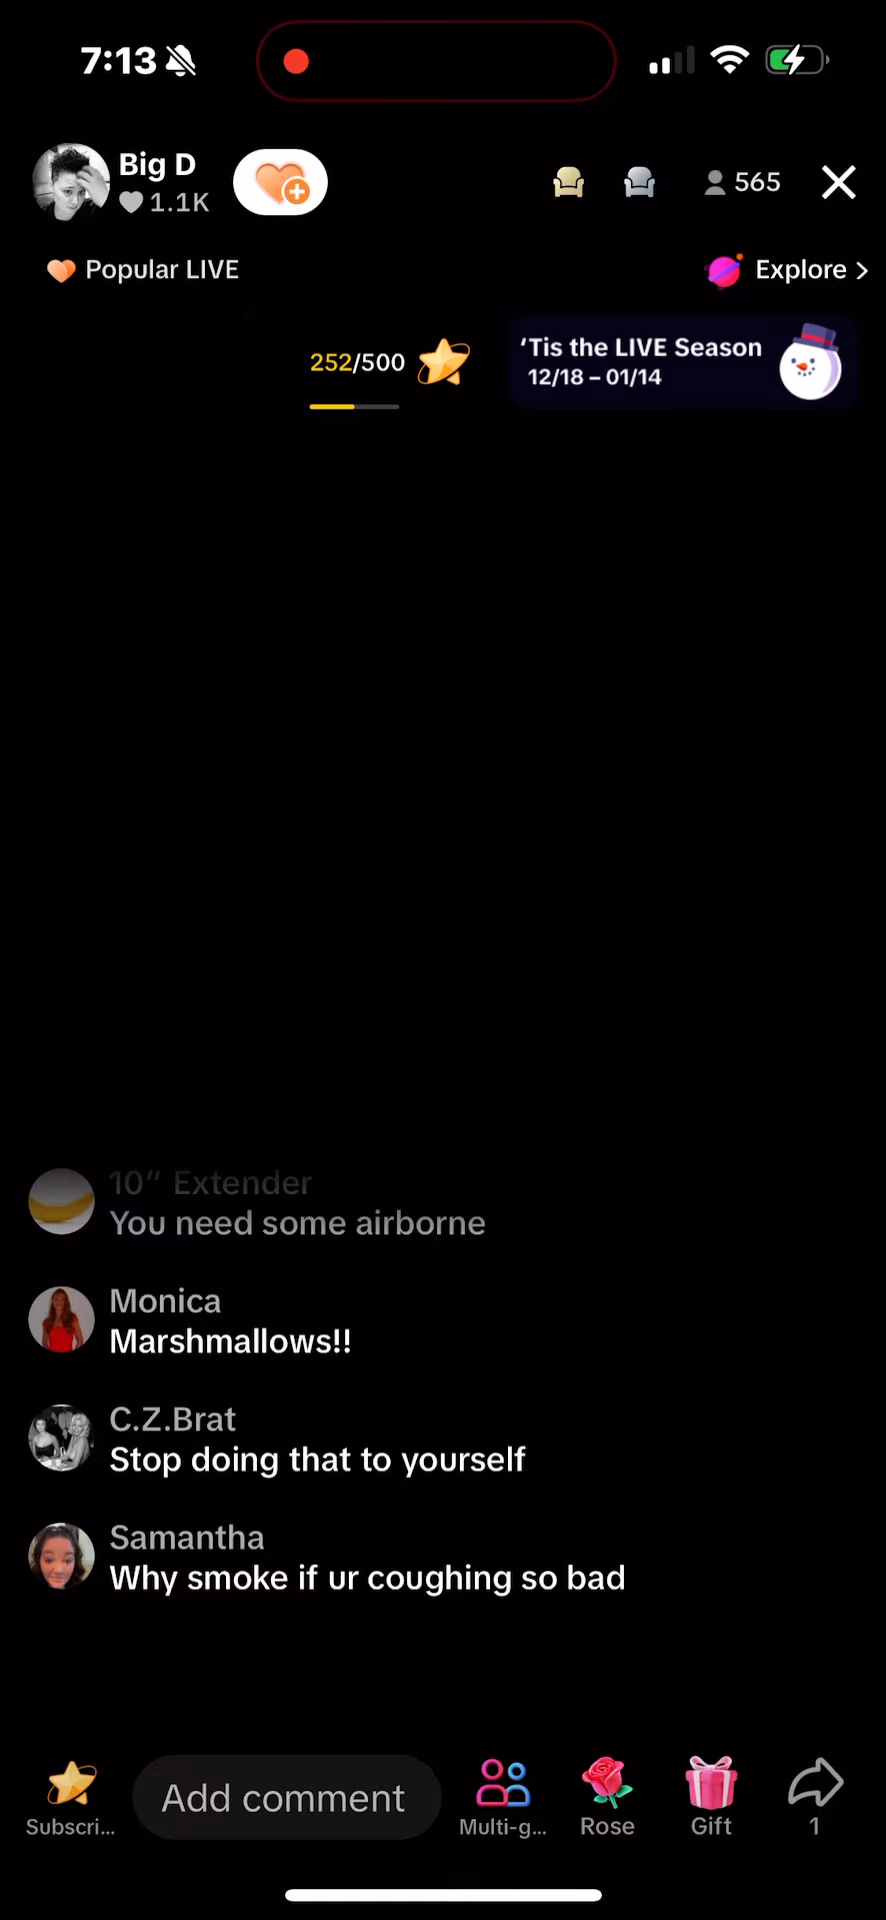 7:13
Big D
1.1K
565
Popular LIVE
Explore >
252/500
‘Tis the LIVE Season
12/18 – 01/14
10” Extender
You need some airborne
Monica
Marshmallows!!
C.Z.Brat
Stop doing that to yourself
Samantha
Why smoke if ur coughing so bad
Add comment
Subscri...
Multi-g...
Rose
Gift
1